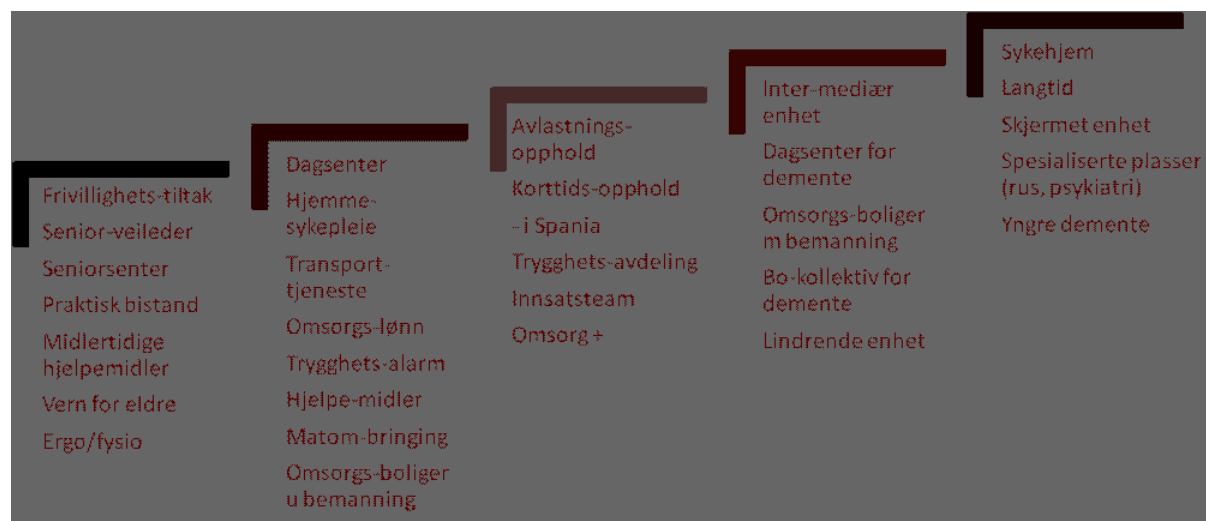 Frivillighets-tiltak
Senior-veileder
Seniorsenter
Praktisk bistand
Midlertidige
hjelpemidler
Vern for eldre
Ergo/fysio
Dagsenter
Hjemme-
sykepleie
Transport-
tjeneste
Omsorgs-lønn
Trygghets-alarm
Hjelpe-midler
Matom-bringing
Omsorgs-boliger
u bemanning
Avlastnings-
opphold
Korttids-opphold
- i Spania
Trygghets-avdeling
Innsatsteam
Omsorg +
Inter-mediær
enhet
Dagsenter for
demente
Omsorgs-boliger
m bemanning
Bo-kollektiv for
demente
Lindrende enhet
Sykehjem
Langtid
Skjermet enhet
Spesialiserte plasser
(rus, psykiatri)
Yngre demente